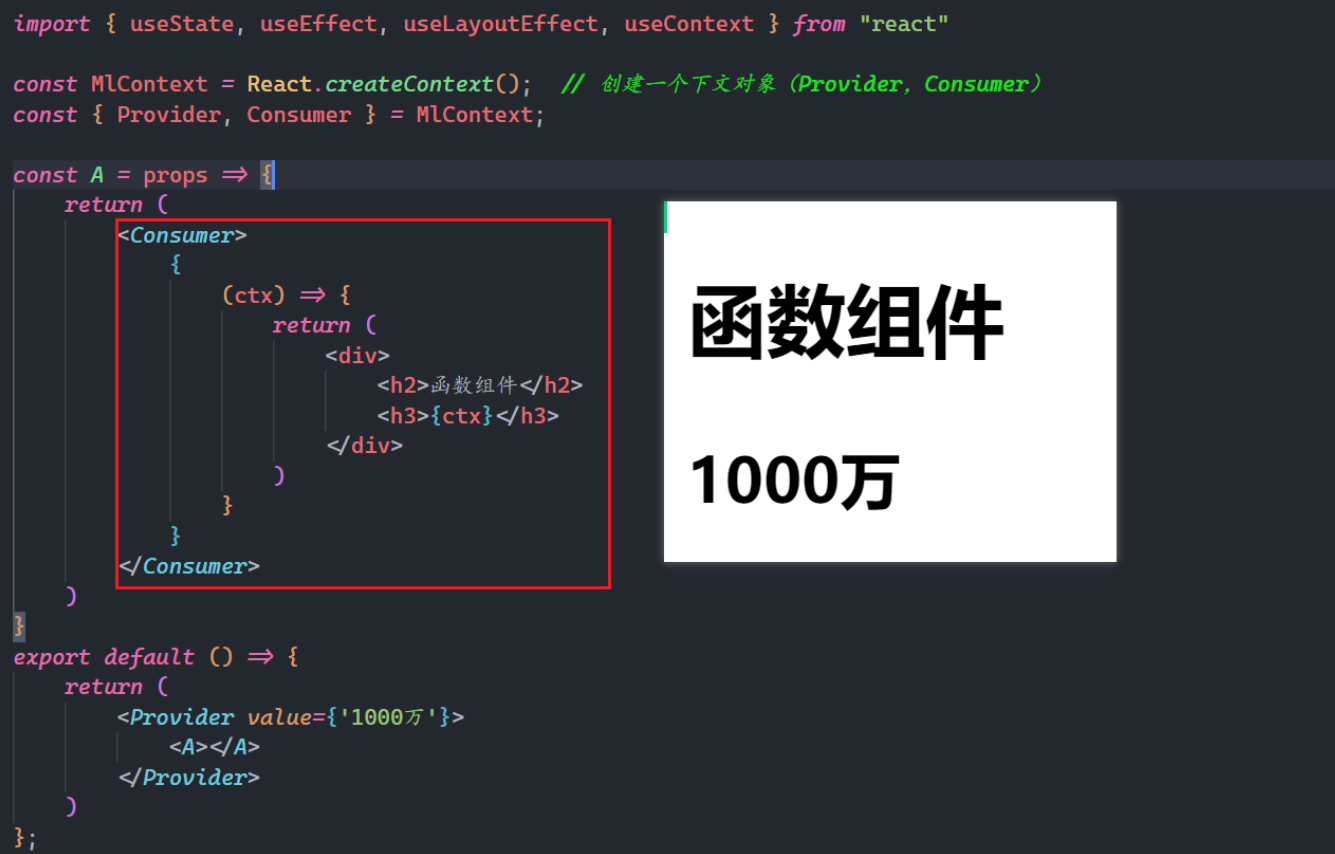 import { useState, useEffect, useLayoutEffect, useContext } from "react"
const MlContext = React.createContext();  // 创建一个下文对象（Provider, Consumer）
const { Provider, Consumer } = MlContext;
const A = props => {
return (
<Consumer>
{
(ctx) => {
return (
<div>
<h2>函数组件</h2>
<h3>{ctx}</h3>
</div>
)
}
}
</Consumer>
)
}
export default () => {
return (
<Provider value={'1000万'}>
<A></A>
</Provider>
)
};
函数组件
1000万